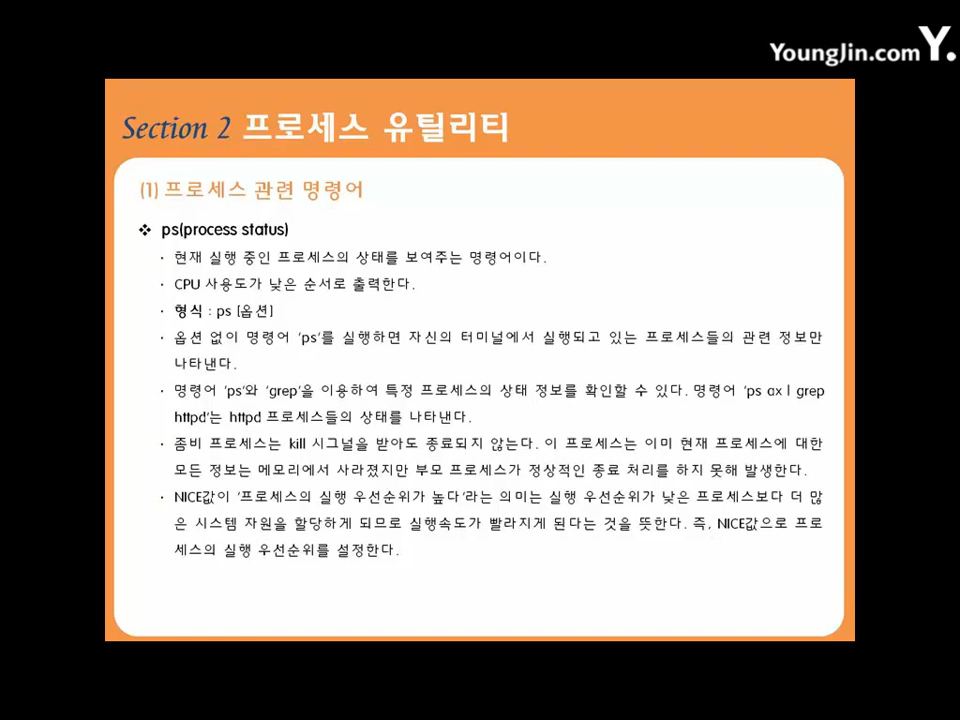 YoungJin.com Y.
Section 2 프로세스 유틸리티
(1) 프로세스 관련 명령어
❖ ps(process status)
· 현재 실행 중인 프로세스의 상태를 보여주는 명령어이다.
· CPU 사용도가 낮은 순서로 출력한다.
· 형식 : ps [옵션]
· 옵션 없이 명령어 ‘ps’를 실행하면 자신의 터미널에서 실행되고 있는 프로세스들의 관련 정보만
나타낸다.
· 명령어 ‘ps’와 ‘grep’을 이용하여 특정 프로세스의 상태 정보를 확인할 수 있다. 명령어 ‘ps ax | grep
httpd’는 httpd 프로세스들의 상태를 나타낸다.
· 좀비 프로세스는 kill 시그널을 받아도 종료되지 않는다. 이 프로세스는 이미 현재 프로세스에 대한
모든 정보는 메모리에서 사라졌지만 부모 프로세스가 정상적인 종료 처리를 하지 못해 발생한다.
· NICE값이 ‘프로세스의 실행 우선순위가 높다’라는 의미는 실행 우선순위가 낮은 프로세스보다 더 많
은 시스템 자원을 할당하게 되므로 실행속도가 빨라지게 된다는 것을 뜻한다. 즉, NICE값으로 프로
세스의 실행 우선순위를 설정한다.